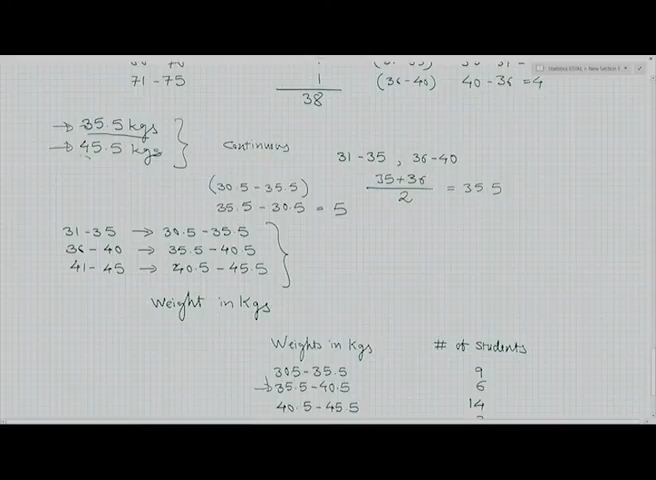 71-75 1 (36-40) 40-36 = 4
38
→ 35.5 kgs
→ 45.5 kgs
Continuous
31-35 , 36-40
35+36
2
= 35.5
(30.5-35.5)
35.5 - 30.5 = 5
31-35 → 30.5-35.5
36-40 → 35.5-40.5
41-45 → 40.5-45.5
Weight in Kgs
Weights in Kgs # of Students
30.5-35.5 9
→ 35.5-40.5 6
40.5-45.5 14